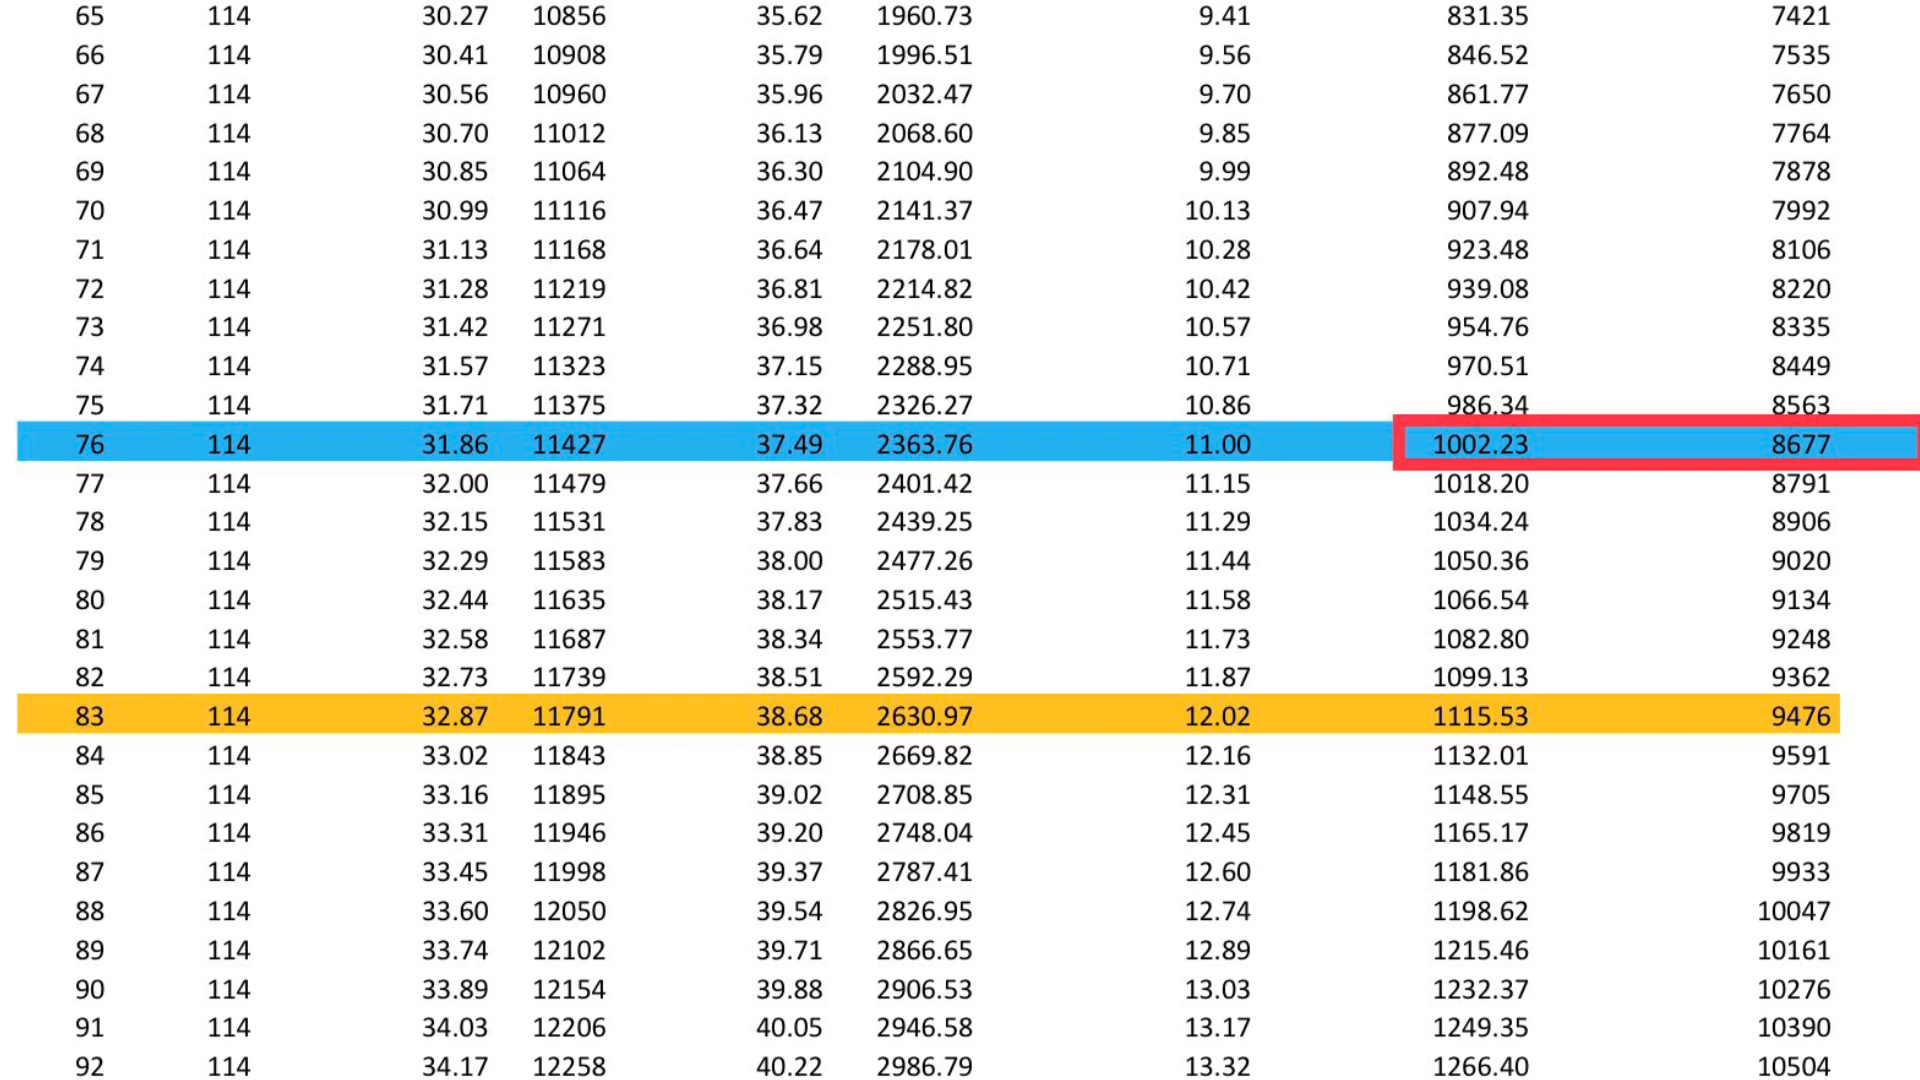 65 114 30.27 10856 35.62 1960.73 9.41 831.35 7421
66 114 30.41 10908 35.79 1996.51 9.56 846.52 7535
67 114 30.56 10960 35.96 2032.47 9.70 861.77 7650
68 114 30.70 11012 36.13 2068.60 9.85 877.09 7764
69 114 30.85 11064 36.30 2104.90 9.99 892.48 7878
70 114 30.99 11116 36.47 2141.37 10.13 907.94 7992
71 114 31.13 11168 36.64 2178.01 10.28 923.48 8106
72 114 31.28 11219 36.81 2214.82 10.42 939.08 8220
73 114 31.42 11271 36.98 2251.80 10.57 954.76 8335
74 114 31.57 11323 37.15 2288.95 10.71 970.51 8449
75 114 31.71 11375 37.32 2326.27 10.86 986.34 8563
76 114 31.86 11427 37.49 2363.76 11.00 1002.23 8677
77 114 32.00 11479 37.66 2401.42 11.15 1018.20 8791
78 114 32.15 11531 37.83 2439.25 11.29 1034.24 8906
79 114 32.29 11583 38.00 2477.26 11.44 1050.36 9020
80 114 32.44 11635 38.17 2515.43 11.58 1066.54 9134
81 114 32.58 11687 38.34 2553.77 11.73 1082.80 9248
82 114 32.73 11739 38.51 2592.29 11.87 1099.13 9362
83 114 32.87 11791 38.68 2630.97 12.02 1115.53 9476
84 114 33.02 11843 38.85 2669.82 12.16 1132.01 9591
85 114 33.16 11895 39.02 2708.85 12.31 1148.55 9705
86 114 33.31 11946 39.20 2748.04 12.45 1165.17 9819
87 114 33.45 11998 39.37 2787.41 12.60 1181.86 9933
88 114 33.60 12050 39.54 2826.95 12.74 1198.62 10047
89 114 33.74 12102 39.71 2866.65 12.89 1215.46 10161
90 114 33.89 12154 39.88 2906.53 13.03 1232.37 10276
91 114 34.03 12206 40.05 2946.58 13.17 1249.35 10390
92 114 34.17 12258 40.22 2986.79 13.32 1266.40 10504